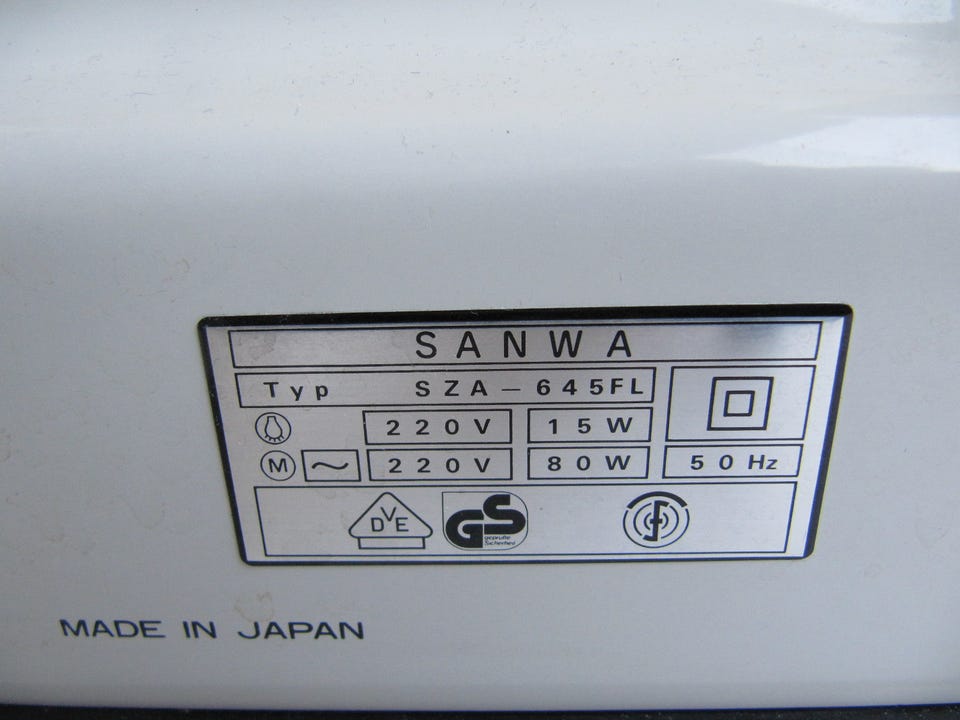 SANWA
Typ SZA-645FL
220V 15W
M ~ 220V 80W 50Hz
DVE GS geprüfte Sicherheit
MADE IN JAPAN